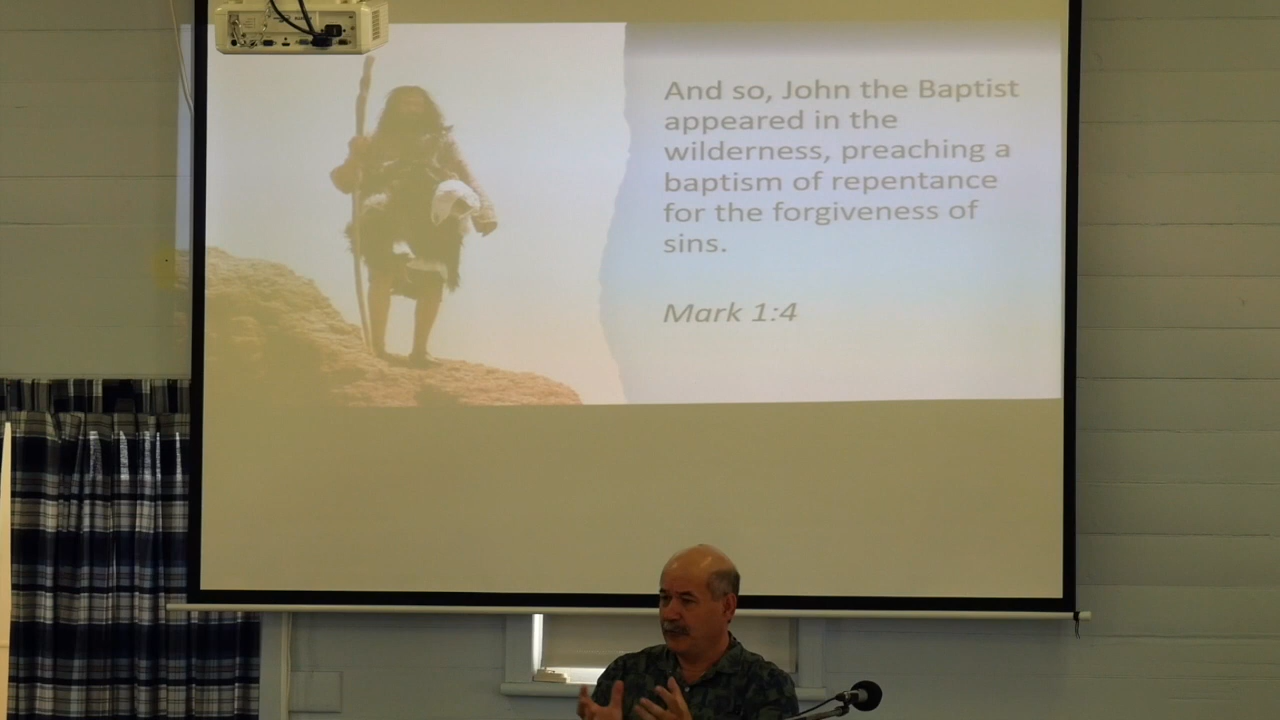 And so, John the Baptist
appeared in the
wilderness, preaching a
baptism of repentance
for the forgiveness of
sins.
Mark 1:4